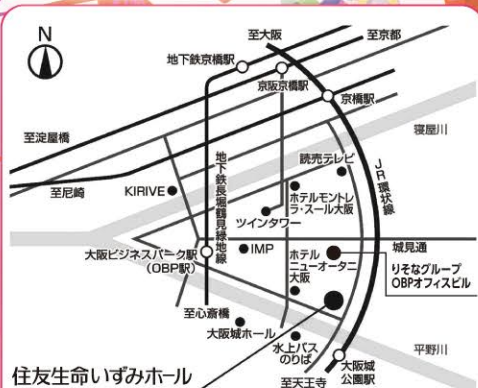 N
至大阪
至京都
地下鉄京橋駅
京阪京橋駅
京橋駅
至淀屋橋
寝屋川
読売テレビ
至尼崎
KIRIVE
地下鉄長堀鶴見緑地線
ホテルモントレ
ラ・スール大阪
JR環状線
ツインタワー
城見通
大阪ビジネスパーク駅
(OBP駅)
IMP
ホテル
ニューオータニ
大阪
りそなグループ
OBPオフィスビル
至心斎橋
大阪城ホール
水上バス
のりば
平野川
大阪城
公園駅
住友生命いずみホール
至天王寺